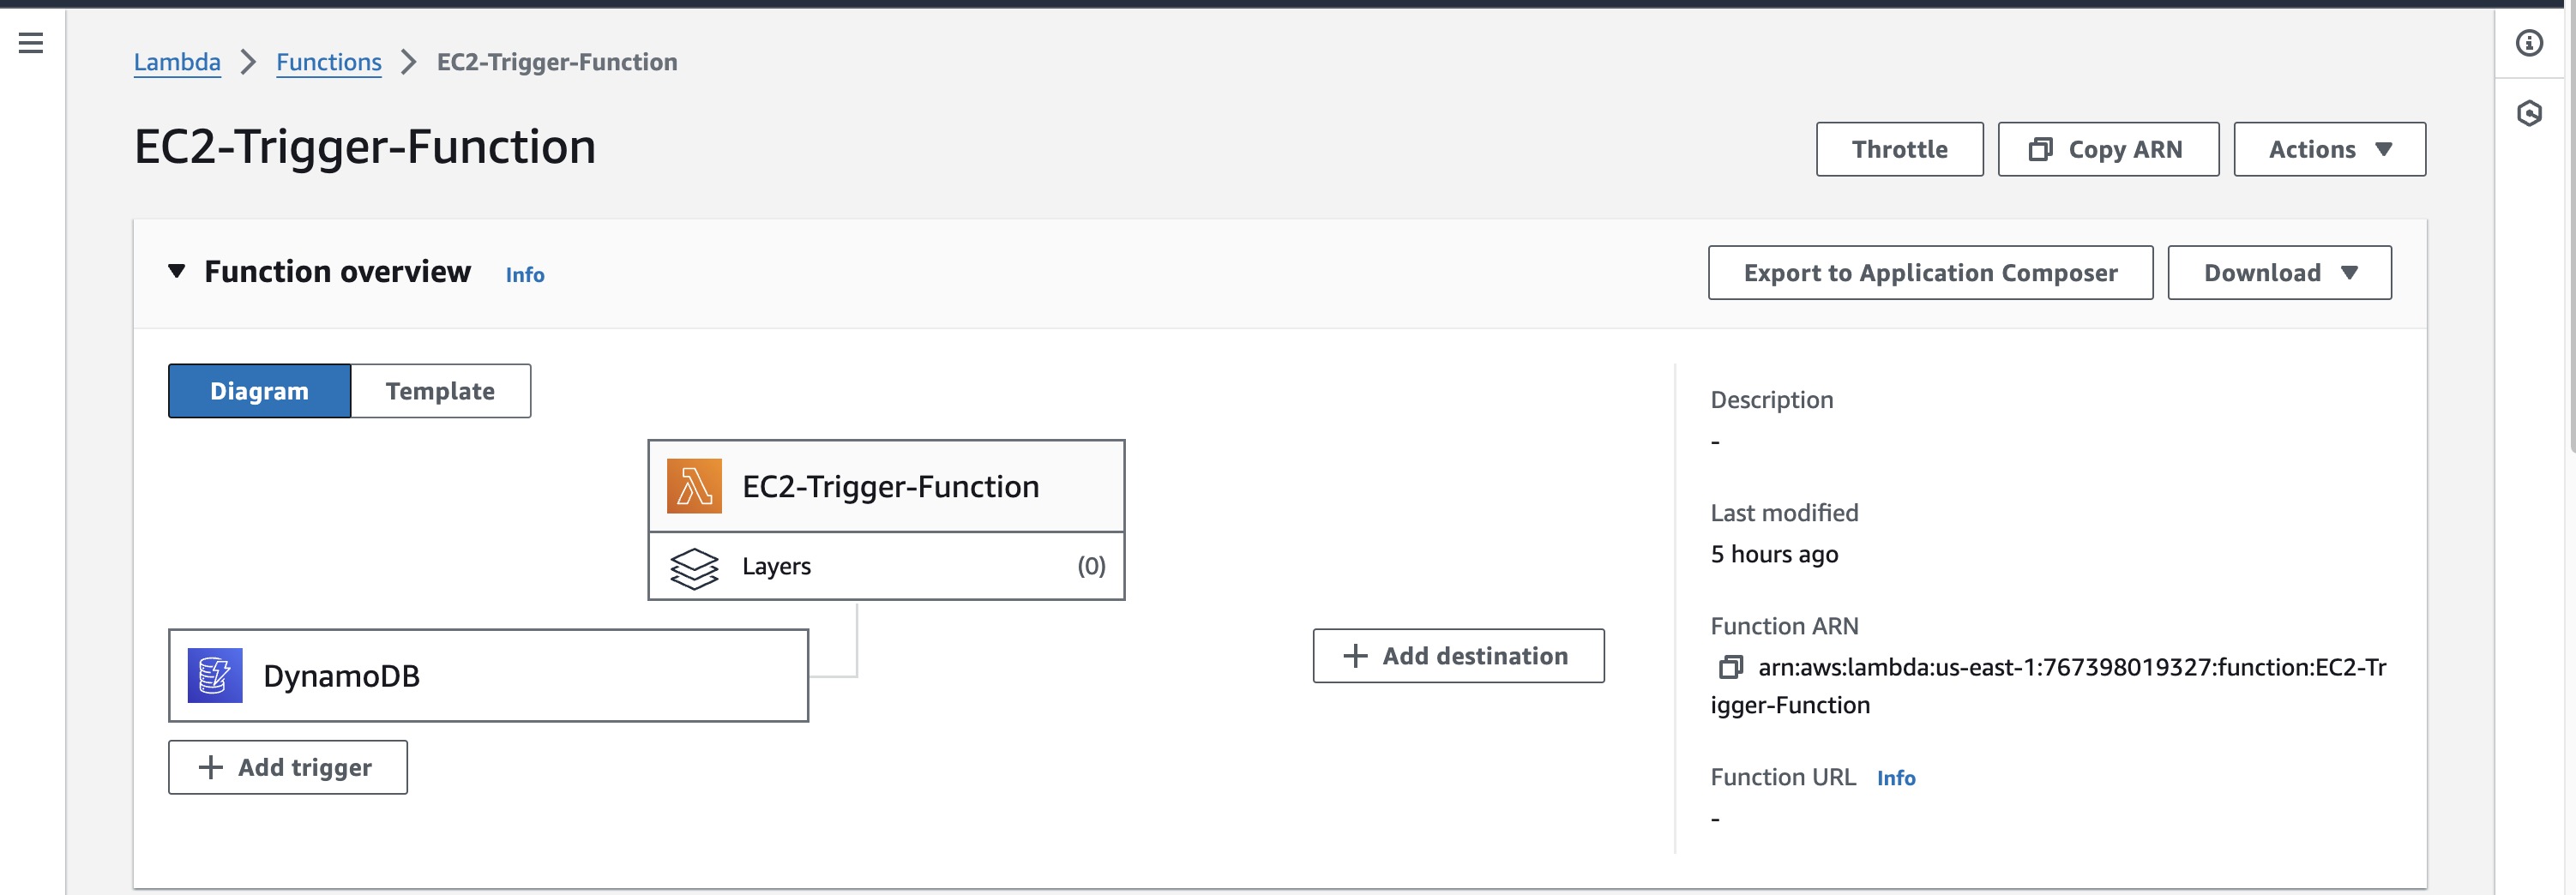 Lambda > Functions > EC2-Trigger-Function
EC2-Trigger-Function
Throttle
Copy ARN
Actions
Function overview
Info
Export to Application Composer
Download
Diagram
Template
EC2-Trigger-Function
Layers
(0)
DynamoDB
+ Add trigger
+ Add destination
Description
-
Last modified
5 hours ago
Function ARN
arn:aws:lambda:us-east-1:767398019327:function:EC2-Tr
igger-Function
Function URL
Info
-